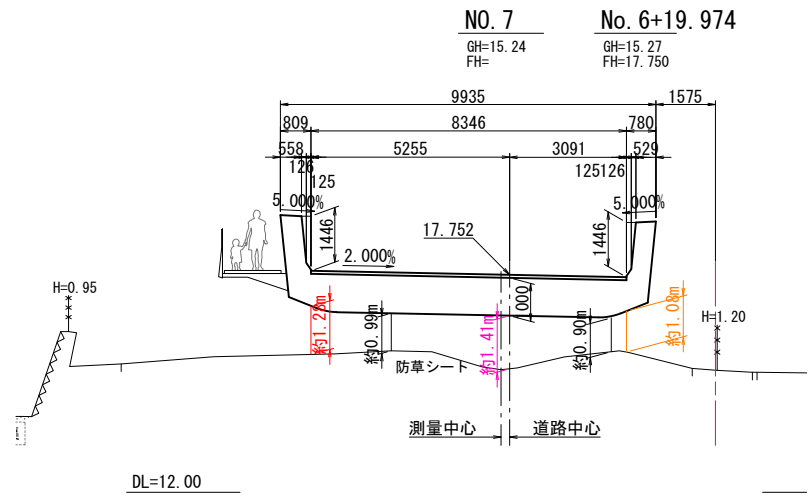 NO. 7
No. 6+19. 974
GH=15. 24
GH=15. 27
FH=
FH=17. 750
9935
1575
809
8346
780
558
5255
3091
529
126
125
125126
5. 000%
5. 000%
1446
1446
17. 752
2. 000%
000
H=0. 95
H=1. 20
約1. 23m
約0. 99m
約1. 41m
約0. 90m
約1. 08m
防草シート
測量中心
道路中心
DL=12. 00